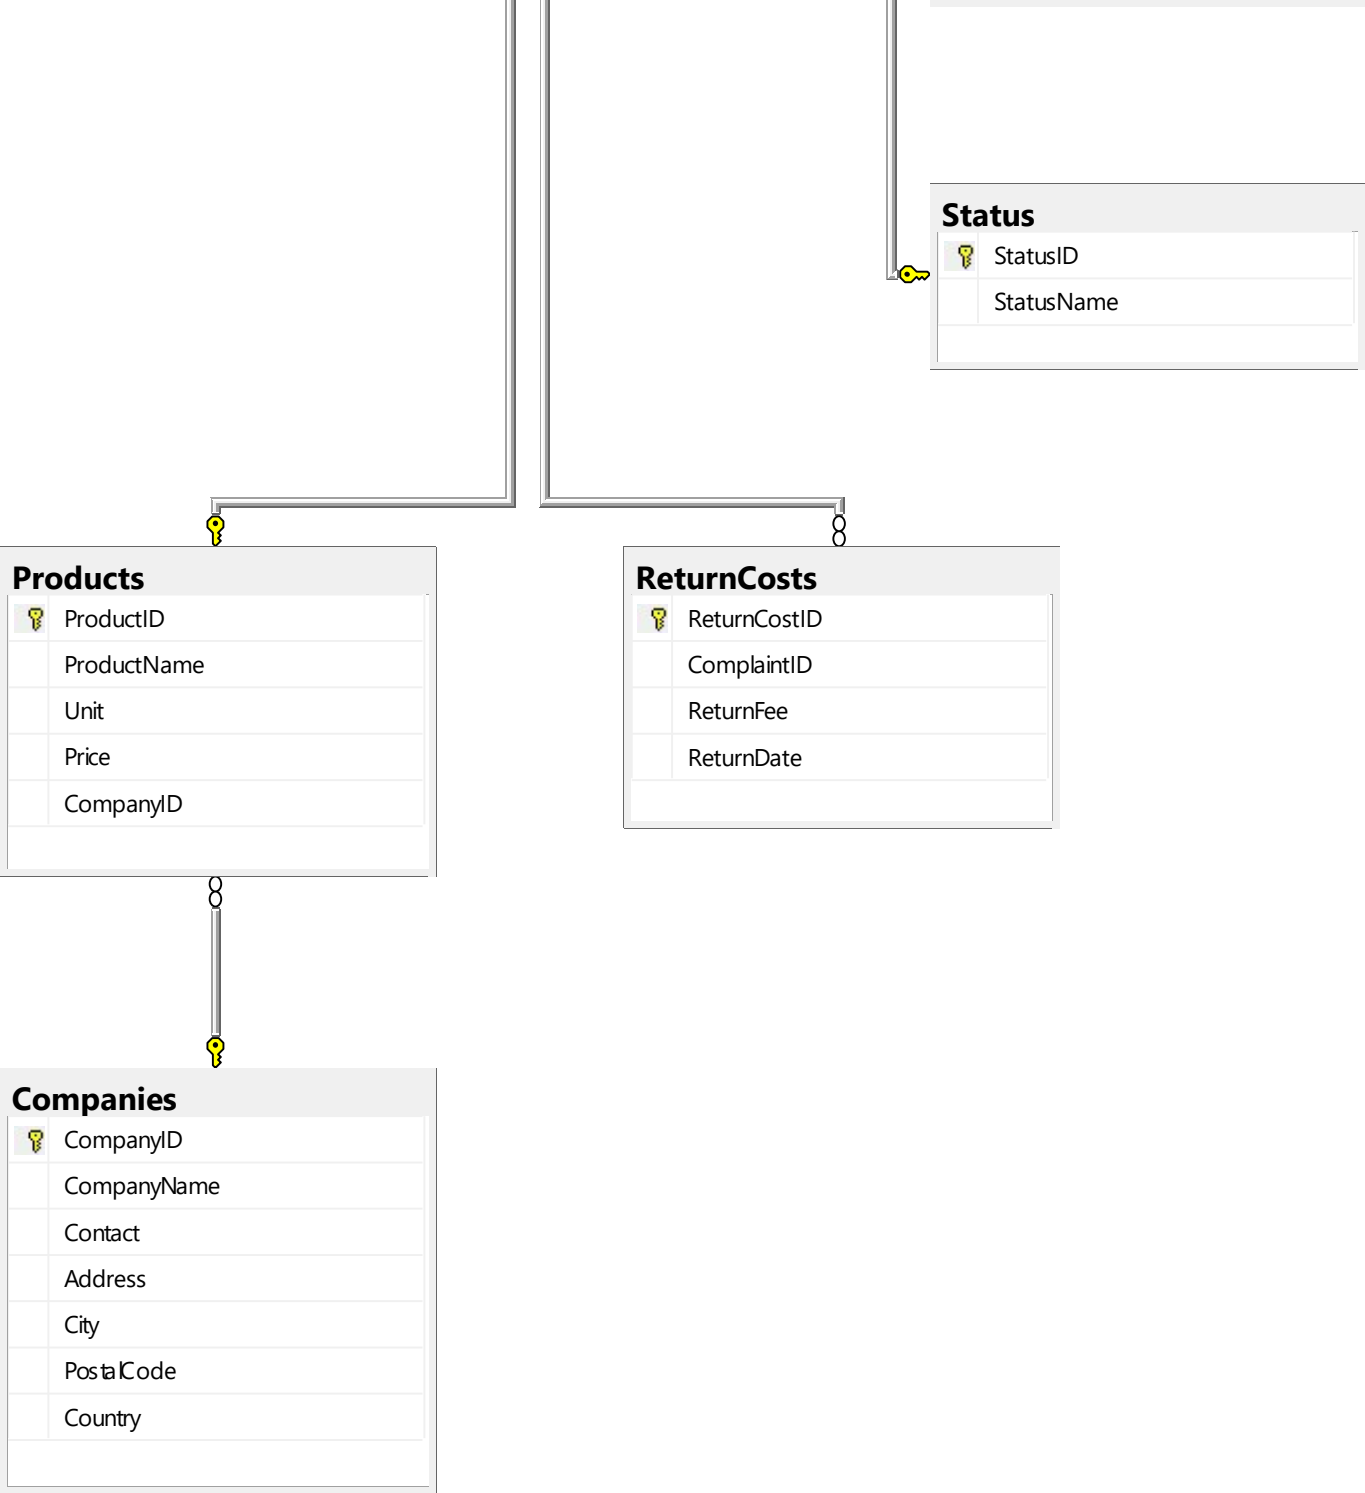 Status
StatusID
StatusName
Products
ProductID
ProductName
Unit
Price
CompanyID
ReturnCosts
ReturnCostID
ComplaintID
ReturnFee
ReturnDate
Companies
CompanyID
CompanyName
Contact
Address
City
PostalCode
Country